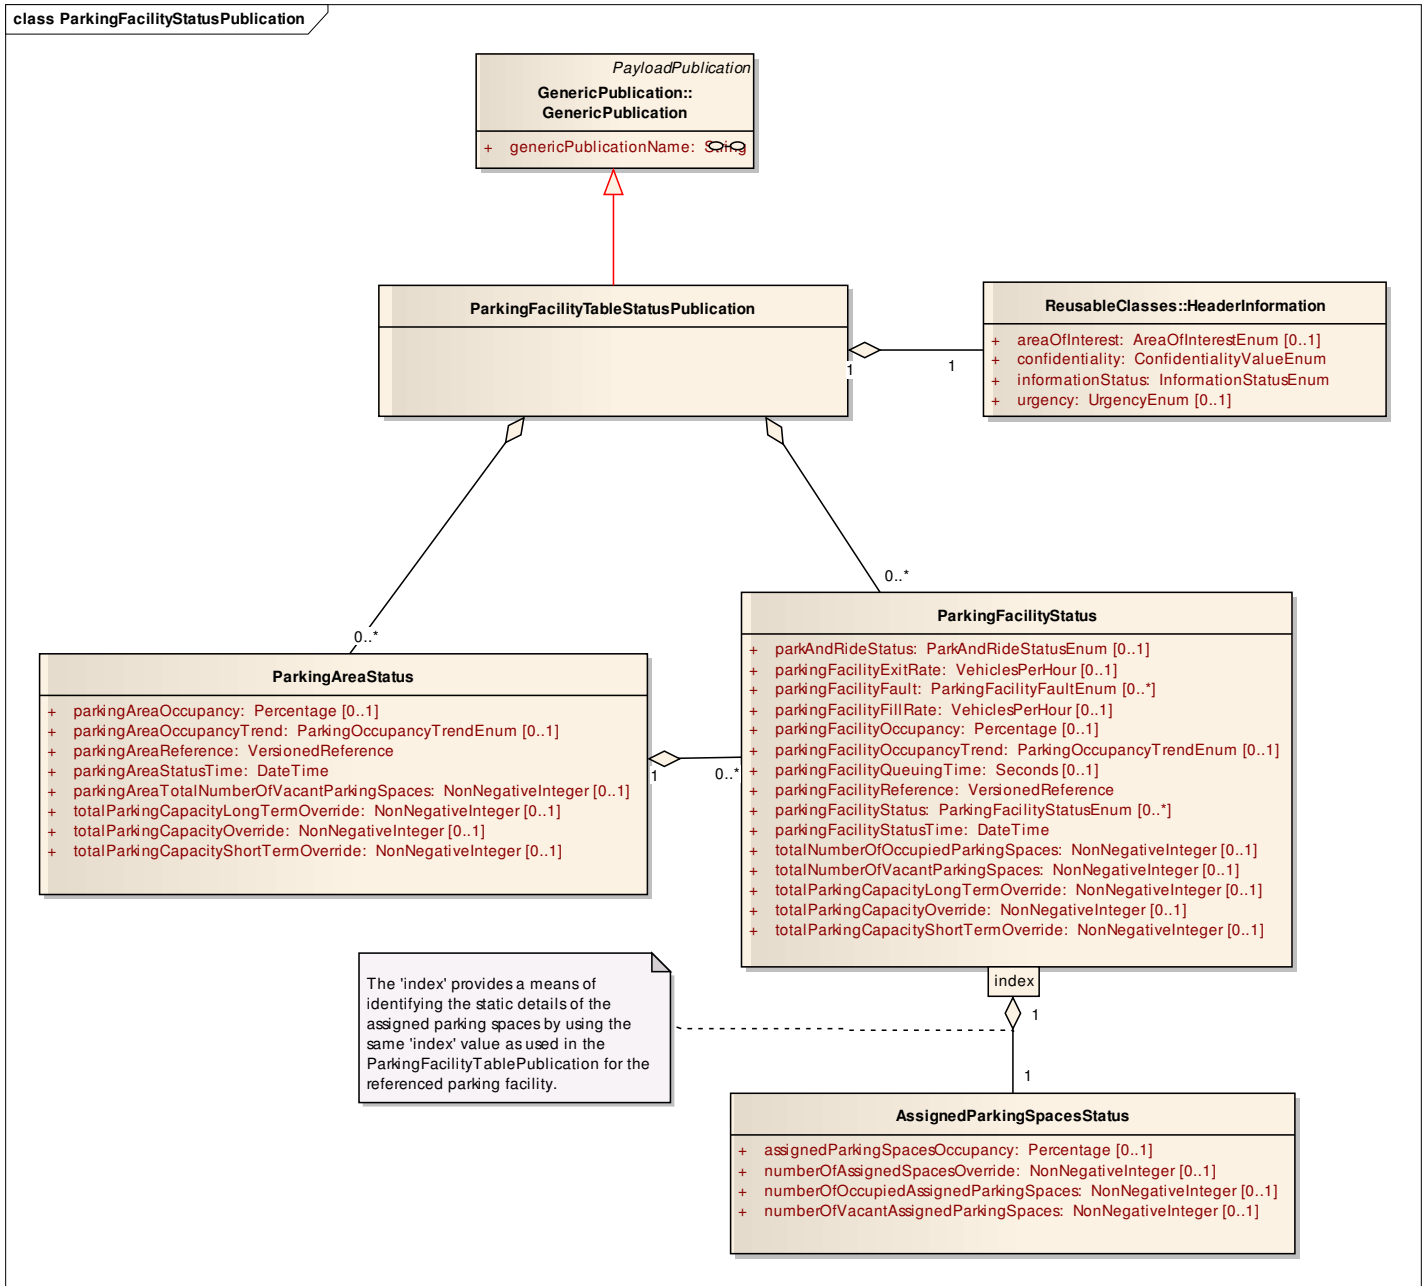 class ParkingFacilityStatusPublication
PayloadPublication
GenericPublication::
GenericPublication
+ genericPublicationName: String
ParkingFacilityTableStatusPublication
1
1
ReusableClasses::HeaderInformation
+ areaOfInterest: AreaOfInterestEnum [0..1]
+ confidentiality: ConfidentialityValueEnum
+ informationStatus: InformationStatusEnum
+ urgency: UrgencyEnum [0..1]
0..*
0..*
ParkingAreaStatus
+ parkingAreaOccupancy: Percentage [0..1]
+ parkingAreaOccupancyTrend: ParkingOccupancyTrendEnum [0..1]
+ parkingAreaReference: VersionedReference
+ parkingAreaStatusTime: DateTime
+ parkingAreaTotalNumberOfVacantParkingSpaces: NonNegativeInteger [0..1]
+ totalParkingCapacityLongTermOverride: NonNegativeInteger [0..1]
+ totalParkingCapacityOverride: NonNegativeInteger [0..1]
+ totalParkingCapacityShortTermOverride: NonNegativeInteger [0..1]
1
0..*
ParkingFacilityStatus
+ parkAndRideStatus: ParkAndRideStatusEnum [0..1]
+ parkingFacilityExitRate: VehiclesPerHour [0..1]
+ parkingFacilityFault: ParkingFacilityFaultEnum [0..*]
+ parkingFacilityFillRate: VehiclesPerHour [0..1]
+ parkingFacilityOccupancy: Percentage [0..1]
+ parkingFacilityOccupancyTrend: ParkingOccupancyTrendEnum [0..1]
+ parkingFacilityQueuingTime: Seconds [0..1]
+ parkingFacilityReference: VersionedReference
+ parkingFacilityStatus: ParkingFacilityStatusEnum [0..*]
+ parkingFacilityStatusTime: DateTime
+ totalNumberOfOccupiedParkingSpaces: NonNegativeInteger [0..1]
+ totalNumberOfVacantParkingSpaces: NonNegativeInteger [0..1]
+ totalParkingCapacityLongTermOverride: NonNegativeInteger [0..1]
+ totalParkingCapacityOverride: NonNegativeInteger [0..1]
+ totalParkingCapacityShortTermOverride: NonNegativeInteger [0..1]
index
1
The 'index' provides a means of
identifying the static details of the
assigned parking spaces by using the
same 'index' value as used in the
ParkingFacilityTablePublication for the
referenced parking facility.
1
AssignedParkingSpacesStatus
+ assignedParkingSpacesOccupancy: Percentage [0..1]
+ numberOfAssignedSpacesOverride: NonNegativeInteger [0..1]
+ numberOfOccupiedAssignedParkingSpaces: NonNegativeInteger [0..1]
+ numberOfVacantAssignedParkingSpaces: NonNegativeInteger [0..1]